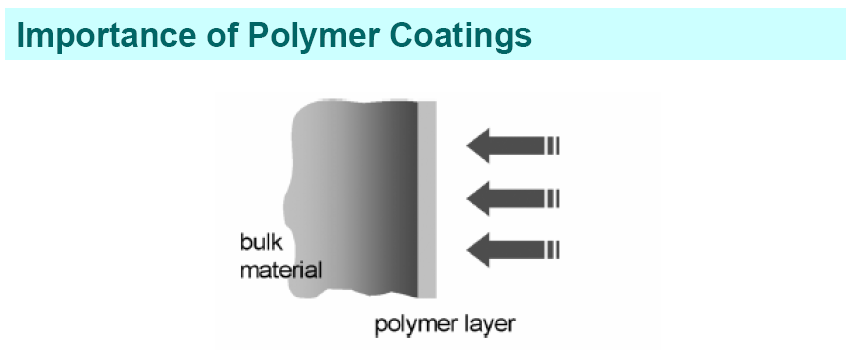 Importance of Polymer Coatings
bulk
material
polymer layer